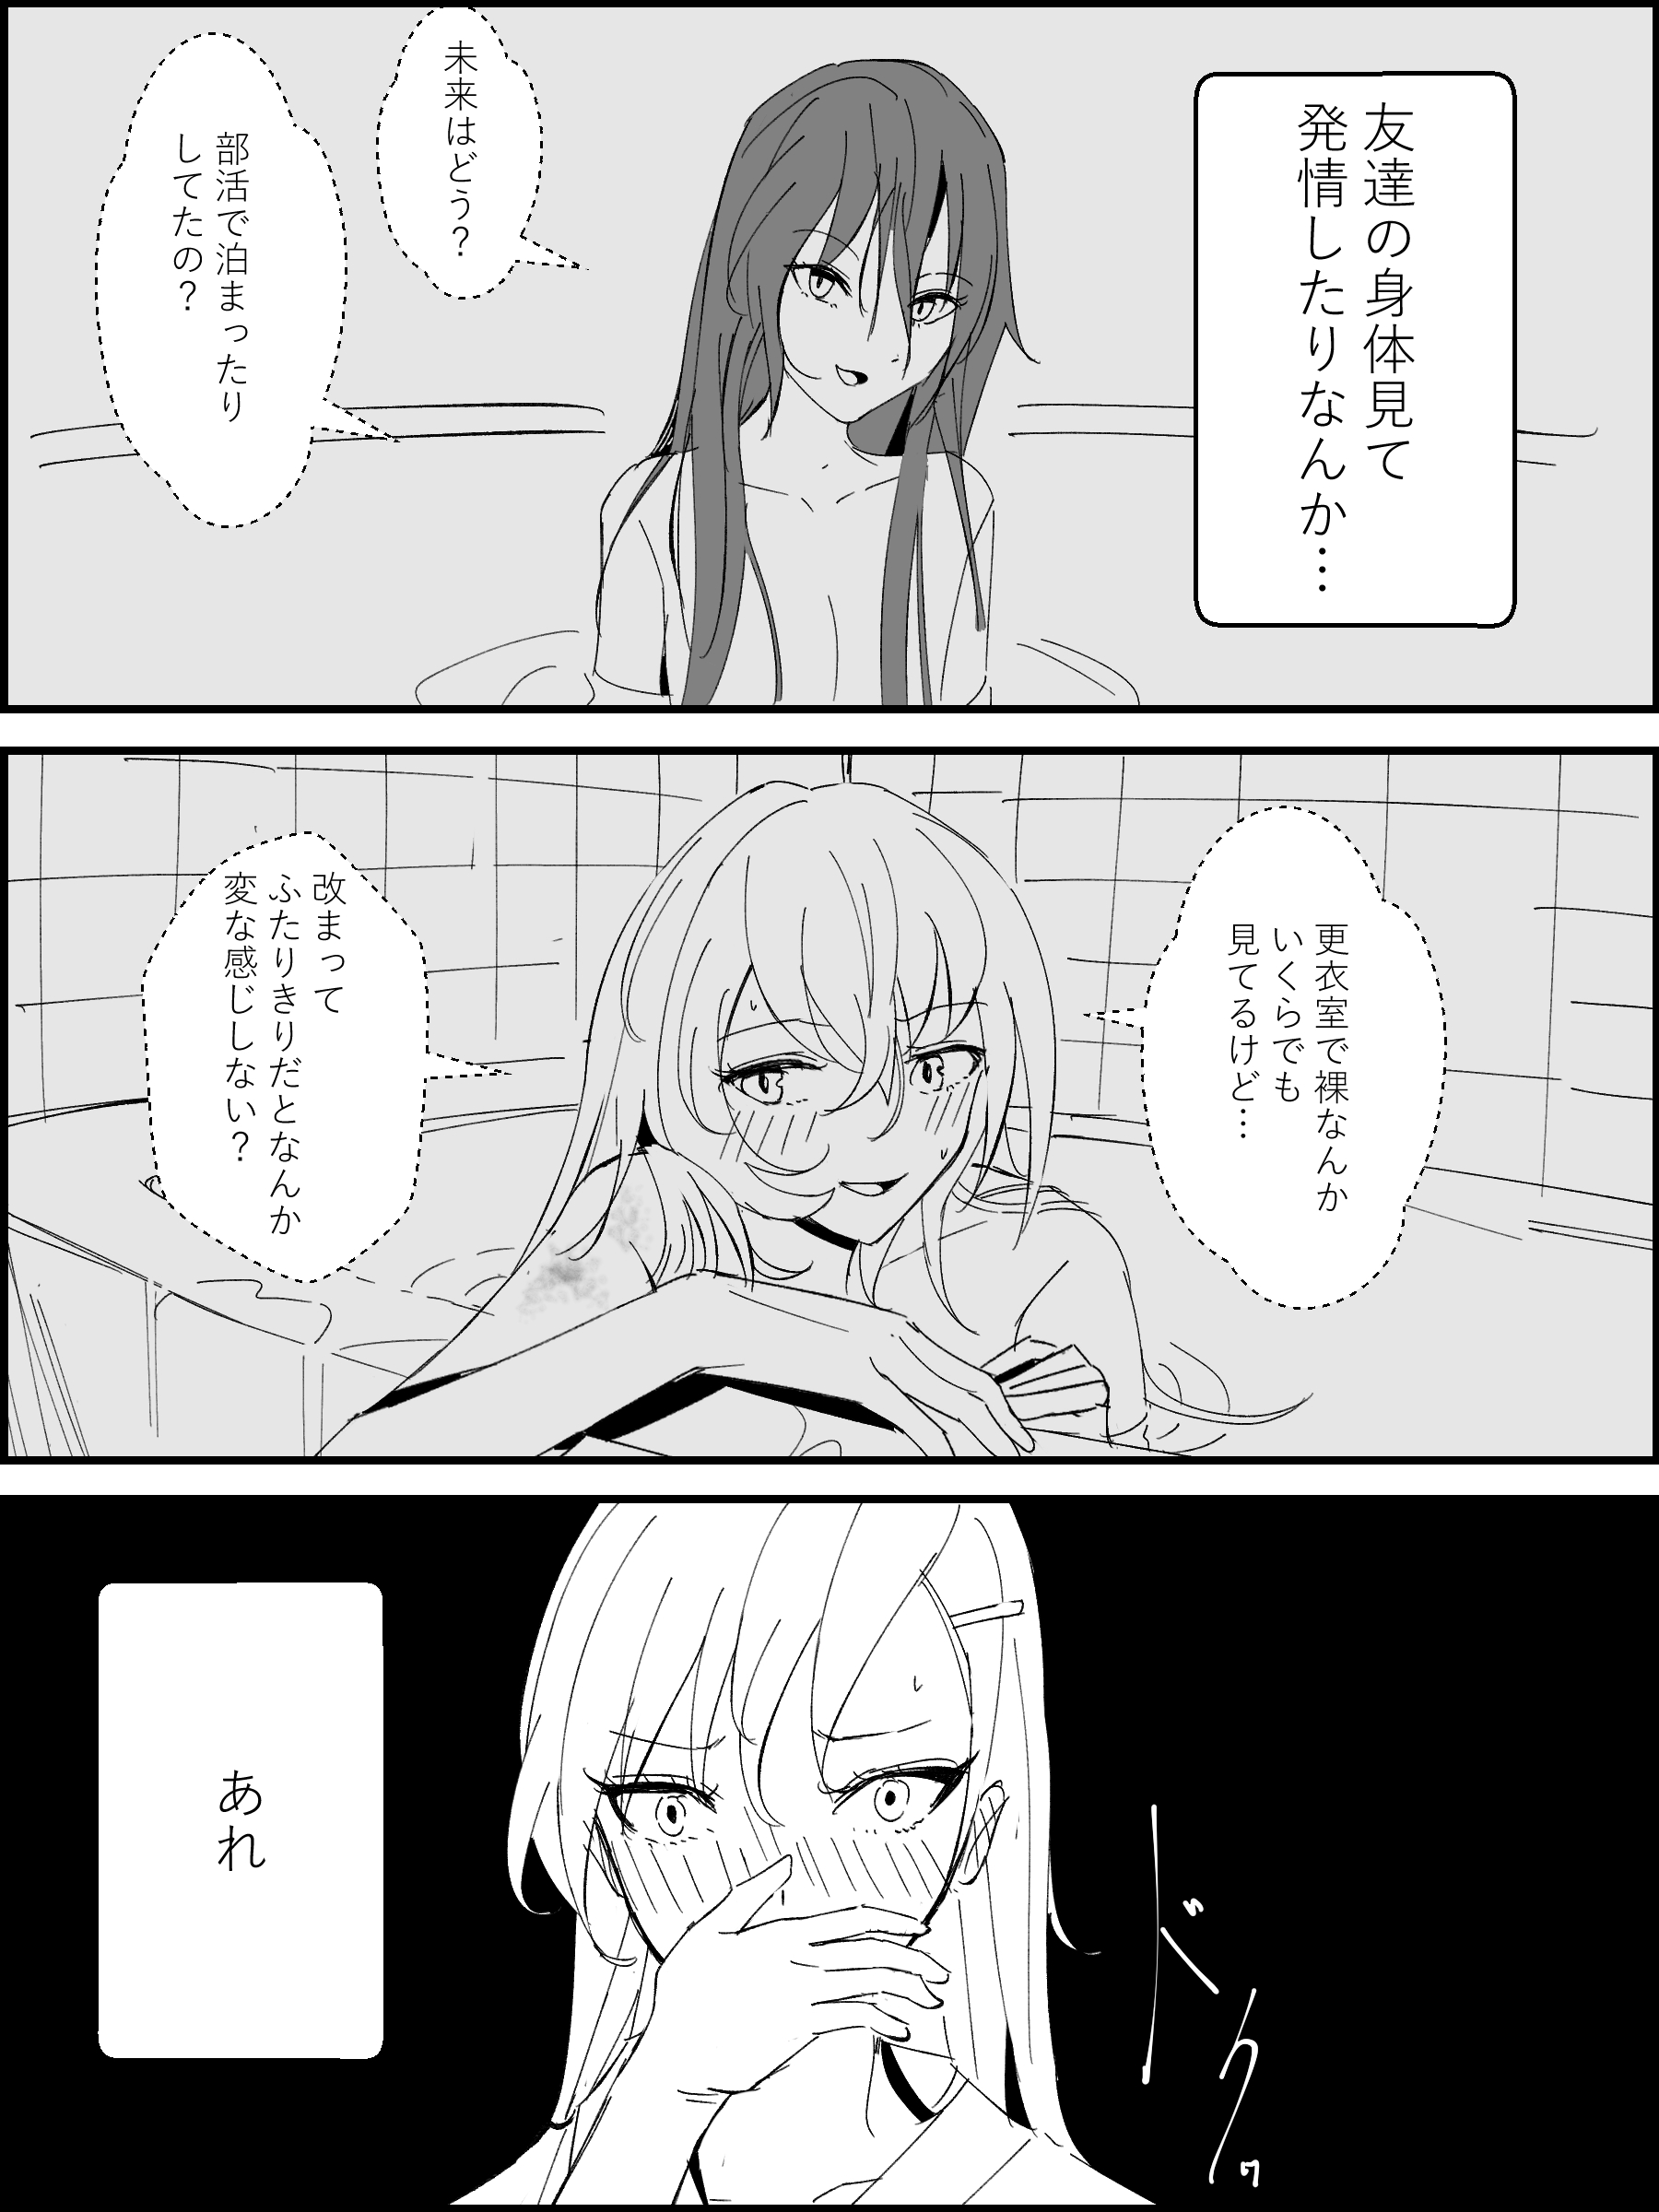 友達の身体見て
発情したりなんか…
未来はどう？
部活で泊まったり
してたの？
更衣室で裸なんか
いくらでも
見てるけど…
改まって
ふたりきりだとなんか
変な感じしない？
ドクッ
あれ